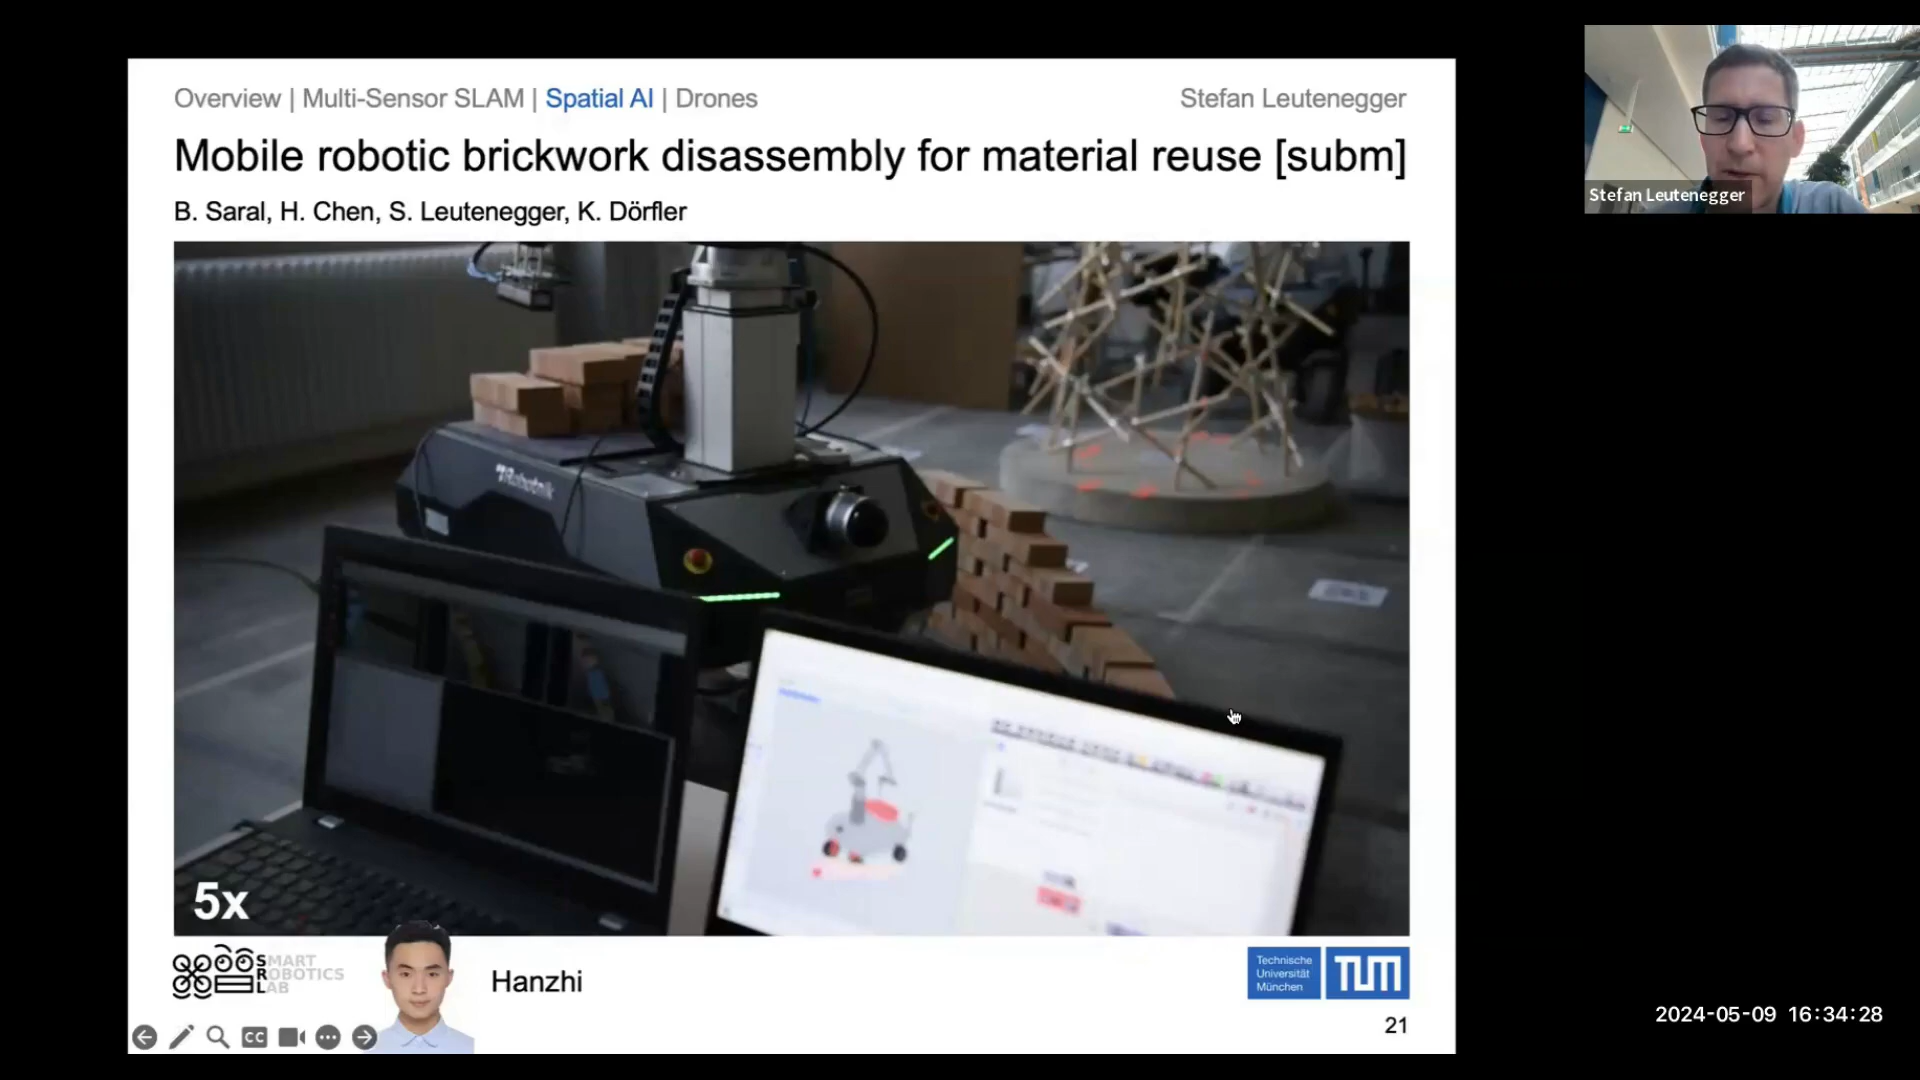 Overview | Multi-Sensor SLAM | Spatial AI | Drones
Stefan Leutenegger
Mobile robotic brickwork disassembly for material reuse [subm]
B. Saral, H. Chen, S. Leutenegger, K. Dörfler
Stefan Leutenegger
Robotnik
5x
SMART
ROBOTICS
LAB
Hanzhi
Technische
Universität
München
TUM
21
CC
2024-05-09 16:34:28